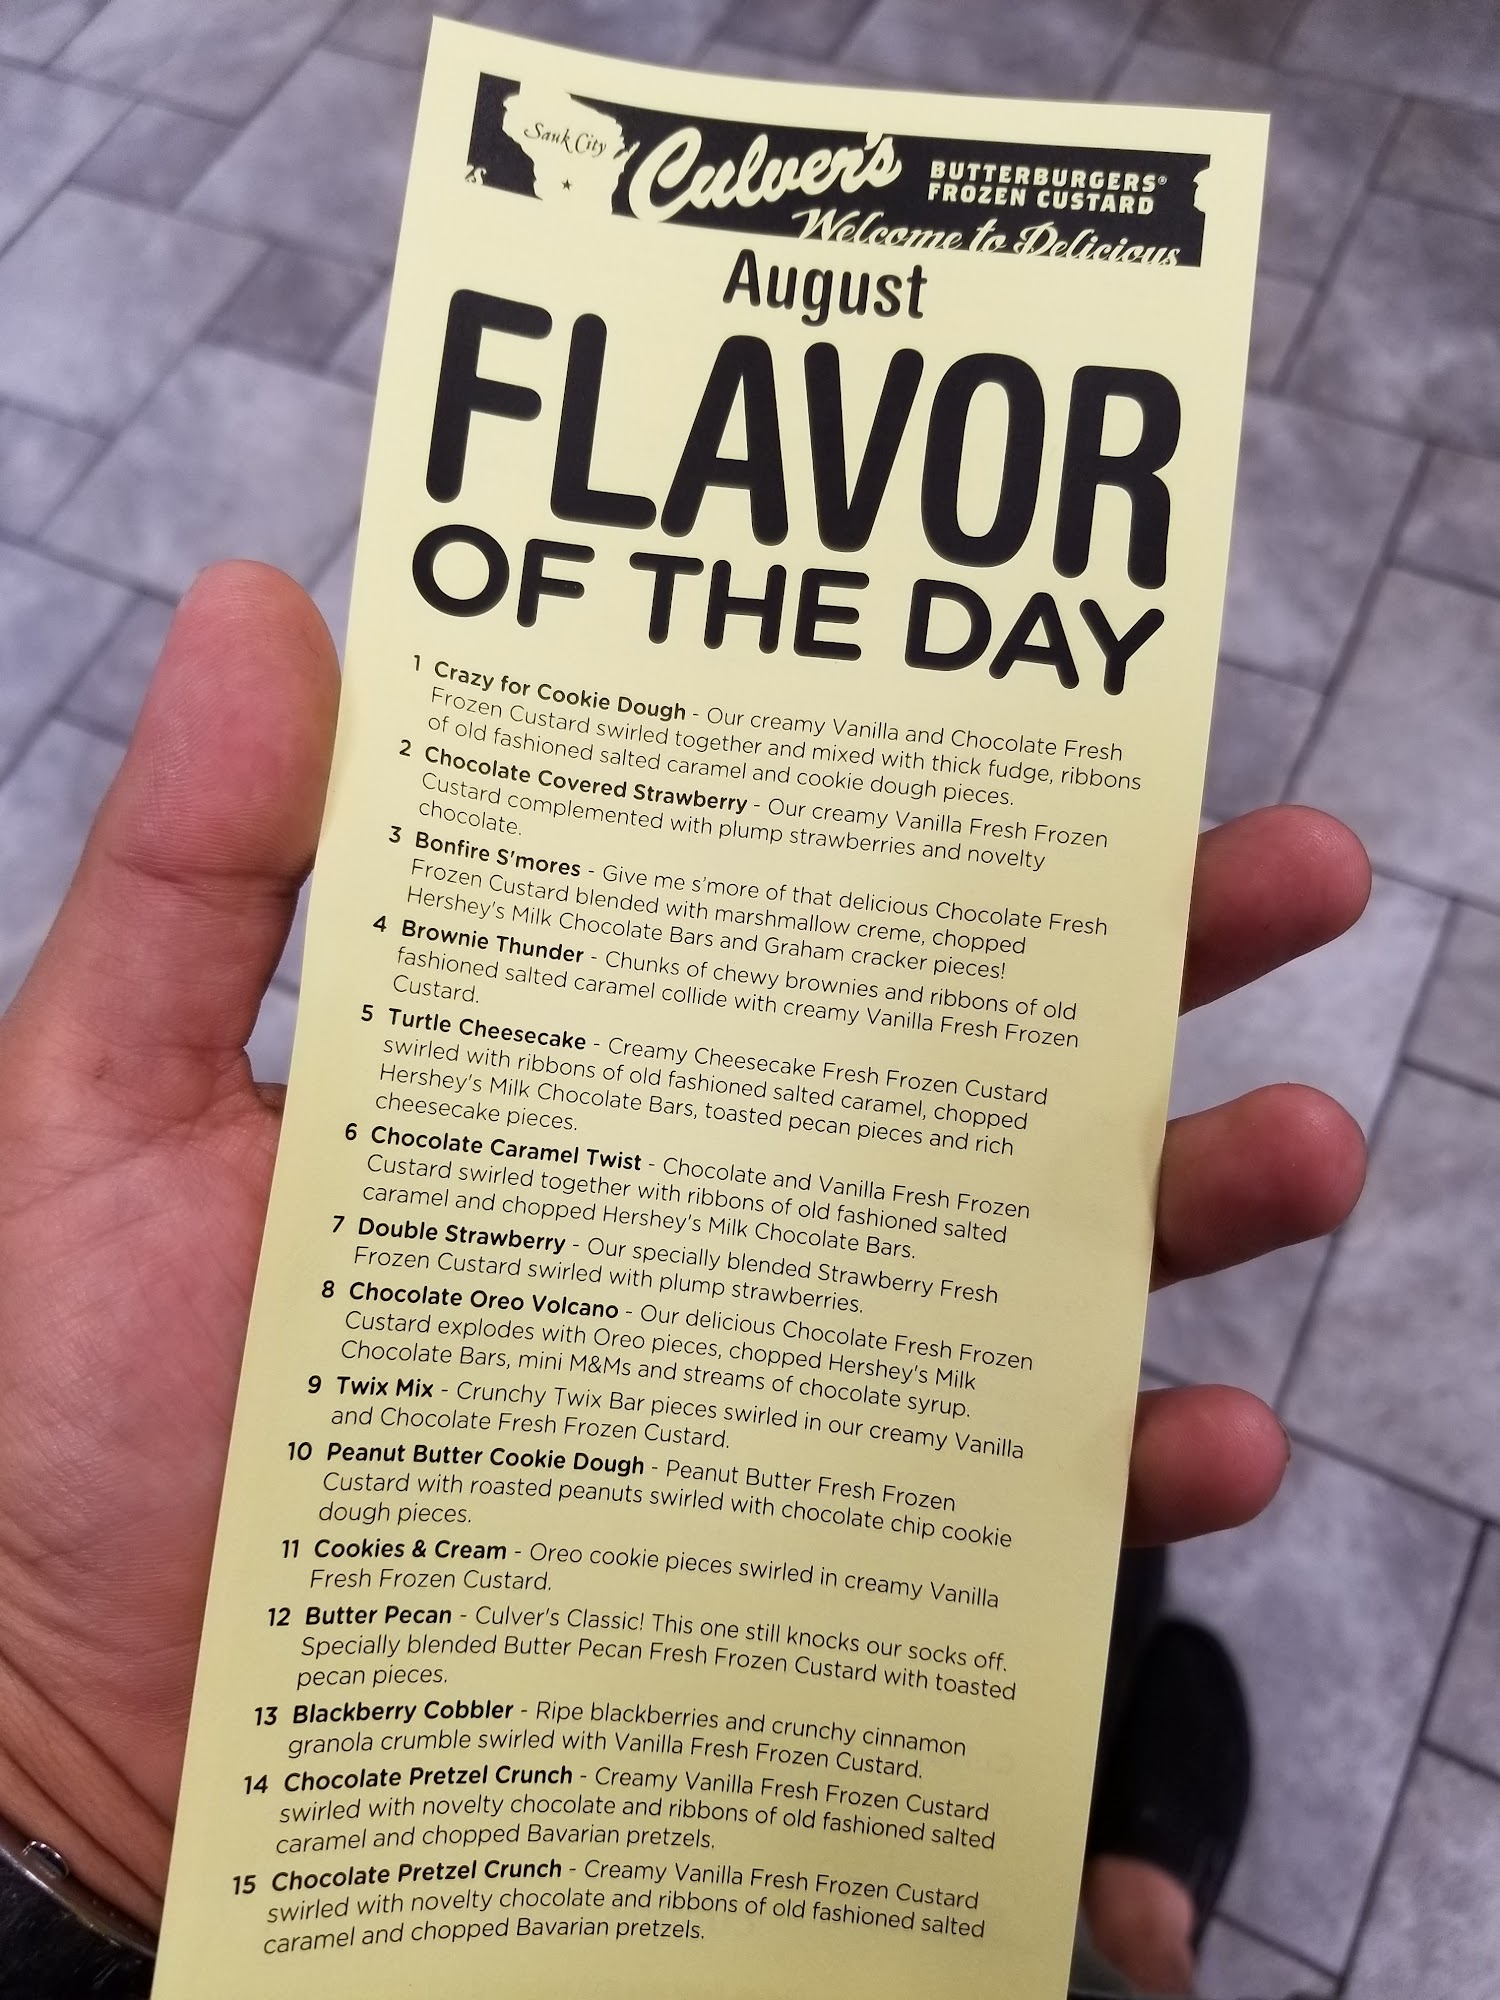 Sauk City
Culver's
BUTTERBURGERS®
FROZEN CUSTARD
Welcome to Delicious
August
FLAVOR
OF THE DAY
1 Crazy for Cookie Dough - Our creamy Vanilla and Chocolate Fresh
Frozen Custard swirled together and mixed with thick fudge, ribbons
of old fashioned salted caramel and cookie dough pieces.
2 Chocolate Covered Strawberry - Our creamy Vanilla Fresh Frozen
Custard complemented with plump strawberries and novelty
chocolate.
3 Bonfire S'mores - Give me s'more of that delicious Chocolate Fresh
Frozen Custard blended with marshmallow creme, chopped
Hershey's Milk Chocolate Bars and Graham cracker pieces!
4 Brownie Thunder - Chunks of chewy brownies and ribbons of old
fashioned salted caramel collide with creamy Vanilla Fresh Frozen
Custard.
5 Turtle Cheesecake - Creamy Cheesecake Fresh Frozen Custard
swirled with ribbons of old fashioned salted caramel, chopped
Hershey's Milk Chocolate Bars, toasted pecan pieces and rich
cheesecake pieces.
6 Chocolate Caramel Twist - Chocolate and Vanilla Fresh Frozen
Custard swirled together with ribbons of old fashioned salted
caramel and chopped Hershey's Milk Chocolate Bars.
7 Double Strawberry - Our specially blended Strawberry Fresh
Frozen Custard swirled with plump strawberries.
8 Chocolate Oreo Volcano - Our delicious Chocolate Fresh Frozen
Custard explodes with Oreo pieces, chopped Hershey's Milk
Chocolate Bars, mini M&Ms and streams of chocolate syrup.
9 Twix Mix - Crunchy Twix Bar pieces swirled in our creamy Vanilla
and Chocolate Fresh Frozen Custard.
10 Peanut Butter Cookie Dough - Peanut Butter Fresh Frozen
Custard with roasted peanuts swirled with chocolate chip cookie
dough pieces.
11 Cookies & Cream - Oreo cookie pieces swirled in creamy Vanilla
Fresh Frozen Custard.
12 Butter Pecan - Culver's Classic! This one still knocks our socks off.
Specially blended Butter Pecan Fresh Frozen Custard with toasted
pecan pieces.
13 Blackberry Cobbler - Ripe blackberries and crunchy cinnamon
granola crumble swirled with Vanilla Fresh Frozen Custard.
14 Chocolate Pretzel Crunch - Creamy Vanilla Fresh Frozen Custard
swirled with novelty chocolate and ribbons of old fashioned salted
caramel and chopped Bavarian pretzels.
15 Chocolate Pretzel Crunch - Creamy Vanilla Fresh Frozen Custard
swirled with novelty chocolate and ribbons of old fashioned salted
caramel and chopped Bavarian pretzels.